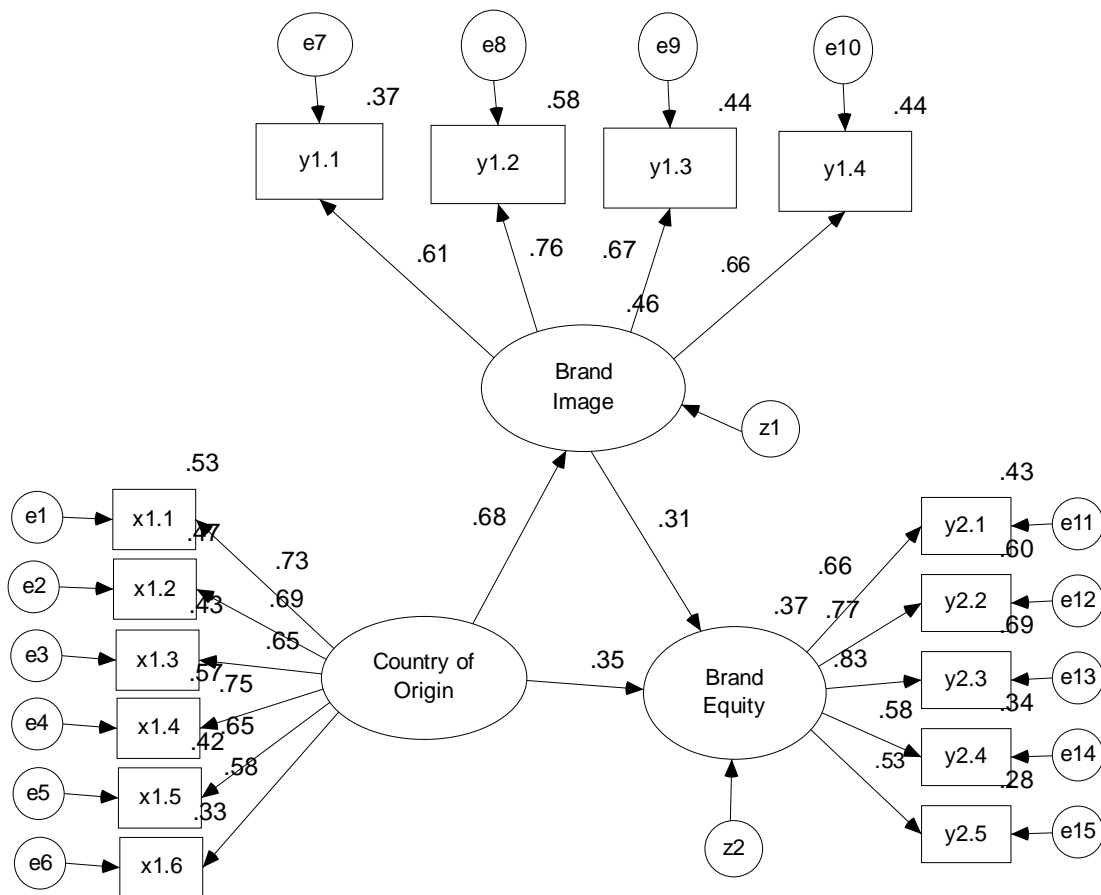 e7
e8
e9
e10
.37
.58
.44
.44
y1.1
y1.2
y1.3
y1.4
.61
.76
.67
.66
.46
Brand
Image
z1
.53
.43
e1
x1.1
.47
.68
.31
y2.1
e11
.73
.66
.60
e2
x1.2
.69
.43
.37
.77
y2.2
e12
.65
.69
e3
x1.3
.57
.75
Country of
Origin
.35
Brand
Equity
.83
y2.3
e13
.58
.34
e4
x1.4
.65
.42
.53
y2.4
e14
.58
.28
e5
x1.5
.33
y2.5
e15
z2
e6
x1.6